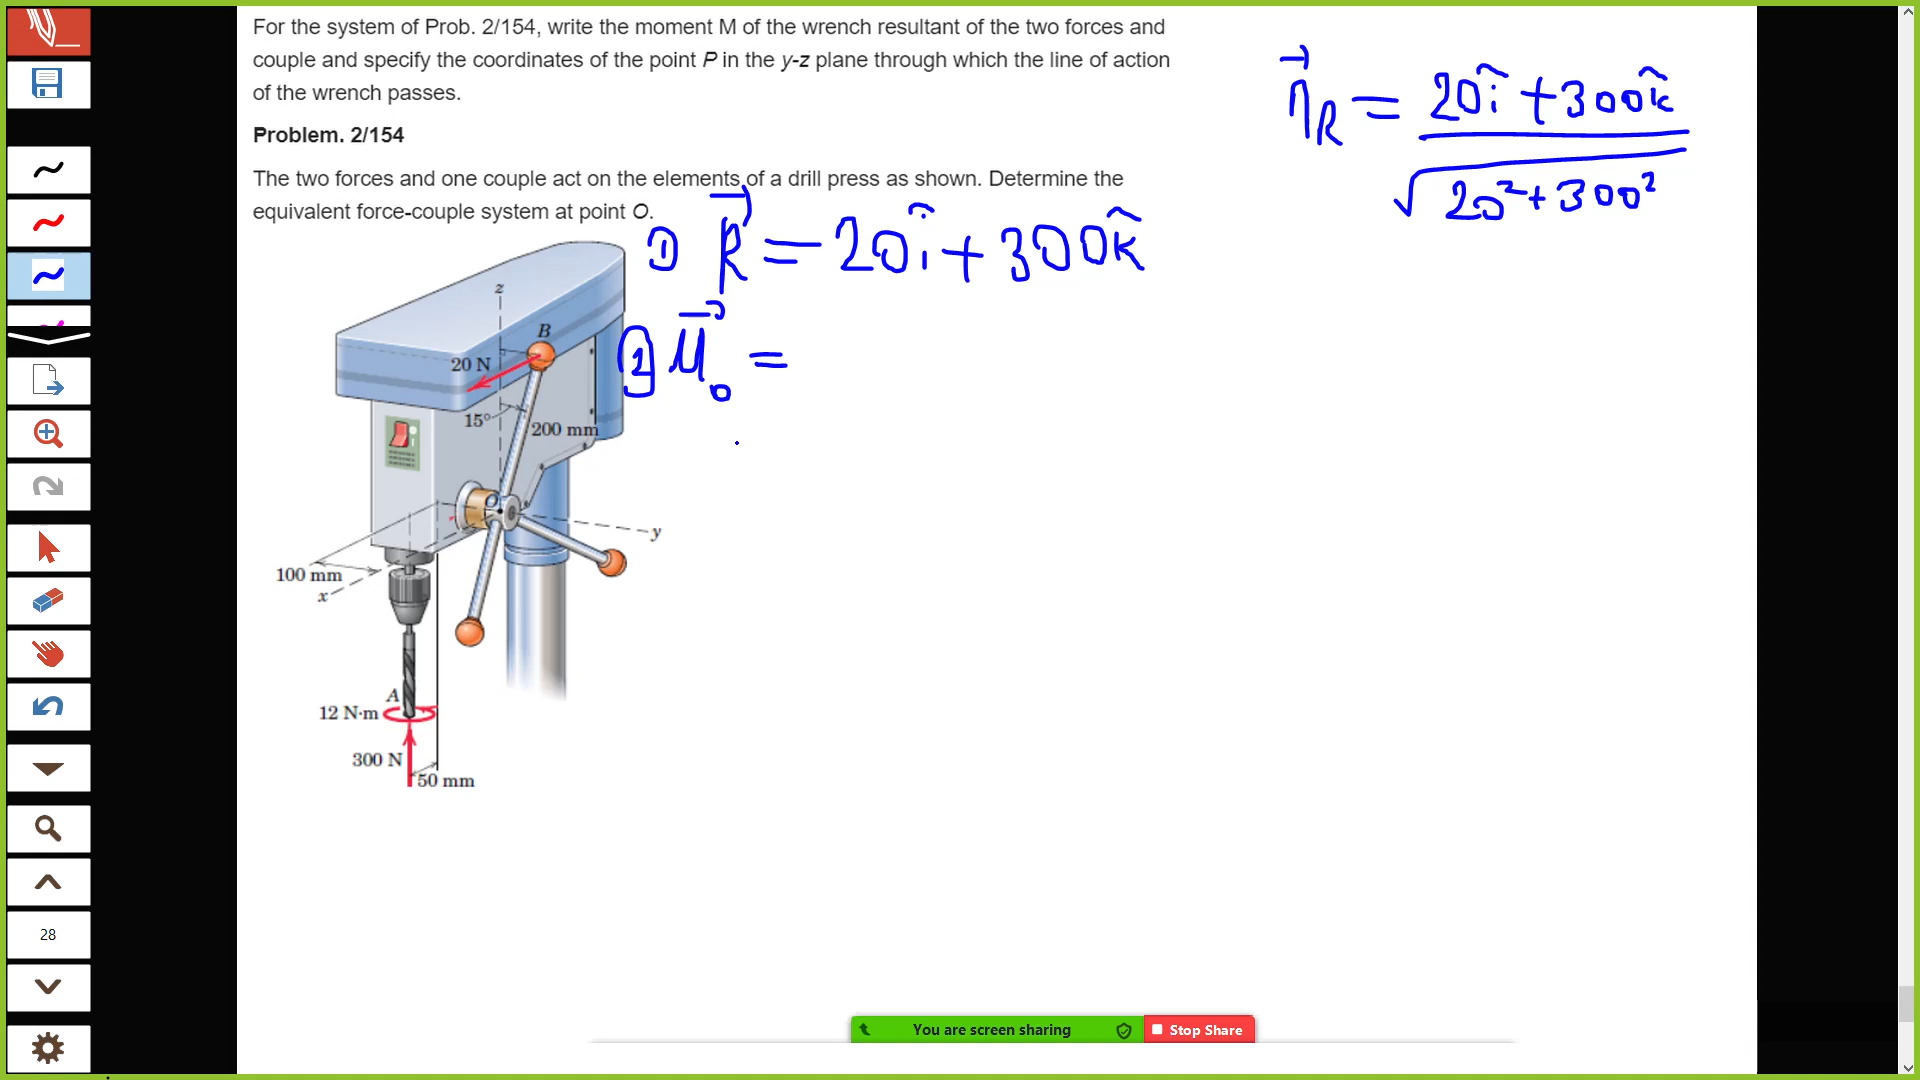 For the system of Prob. 2/154, write the moment M of the wrench resultant of the two forces and
couple and specify the coordinates of the point P in the y-z plane through which the line of action
of the wrench passes.
Problem. 2/154
The two forces and one couple act on the elements of a drill press as shown. Determine the
equivalent force-couple system at point O.
n⃗R = (20î + 300k̂) / √(20² + 300²)
1) R⃗ = 20î + 300k̂
2) M⃗o =
z
B
20 N
15°
200 mm
y
100 mm
x
A
12 N·m
300 N
50 mm
28
You are screen sharing
Stop Share